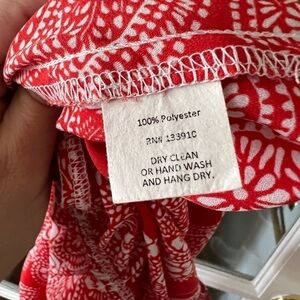 100% Polyester
RN# 133910
DRY CLEAN
OR HAND WASH
AND HANG DRY.